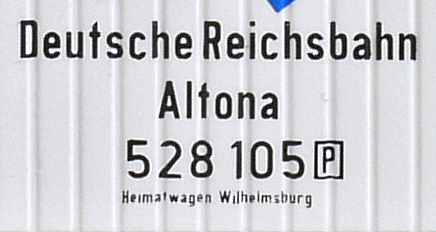 Deutsche Reichsbahn
Altona
528 105 P
Heimatwagen Wilhelmsburg